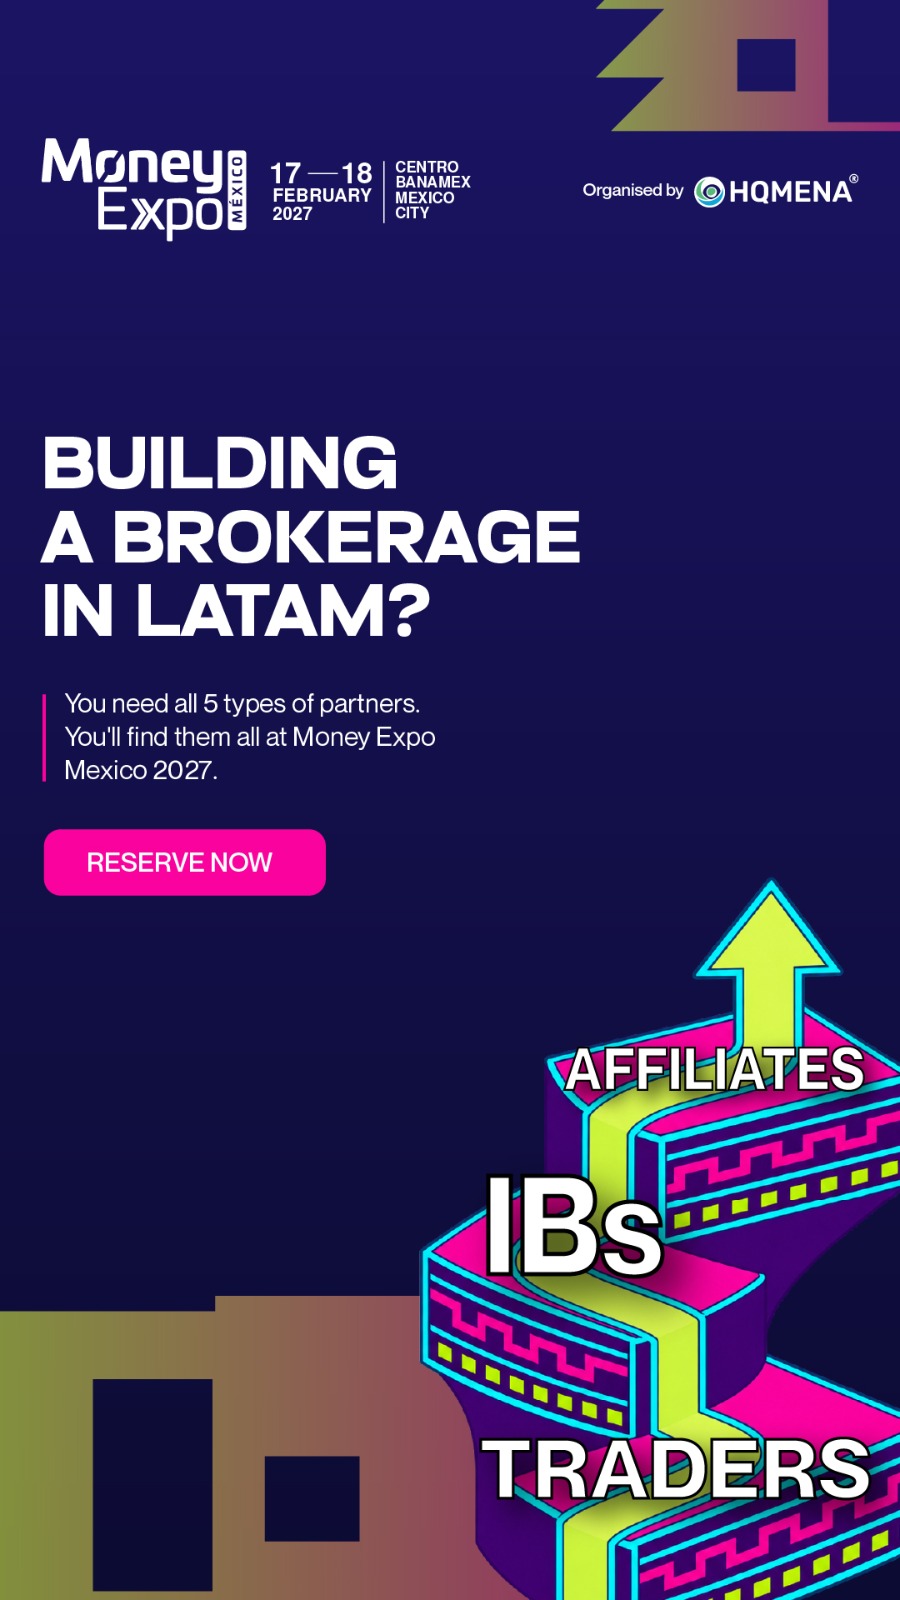 Money
Expo
MÉXICO
17 — 18
FEBRUARY
2027
CENTRO
BANAMEX
MEXICO
CITY
Organised by HQMENA®
BUILDING
A BROKERAGE
IN LATAM?
You need all 5 types of partners.
You'll find them all at Money Expo
Mexico 2027.
RESERVE NOW
AFFILIATES
IBs
TRADERS